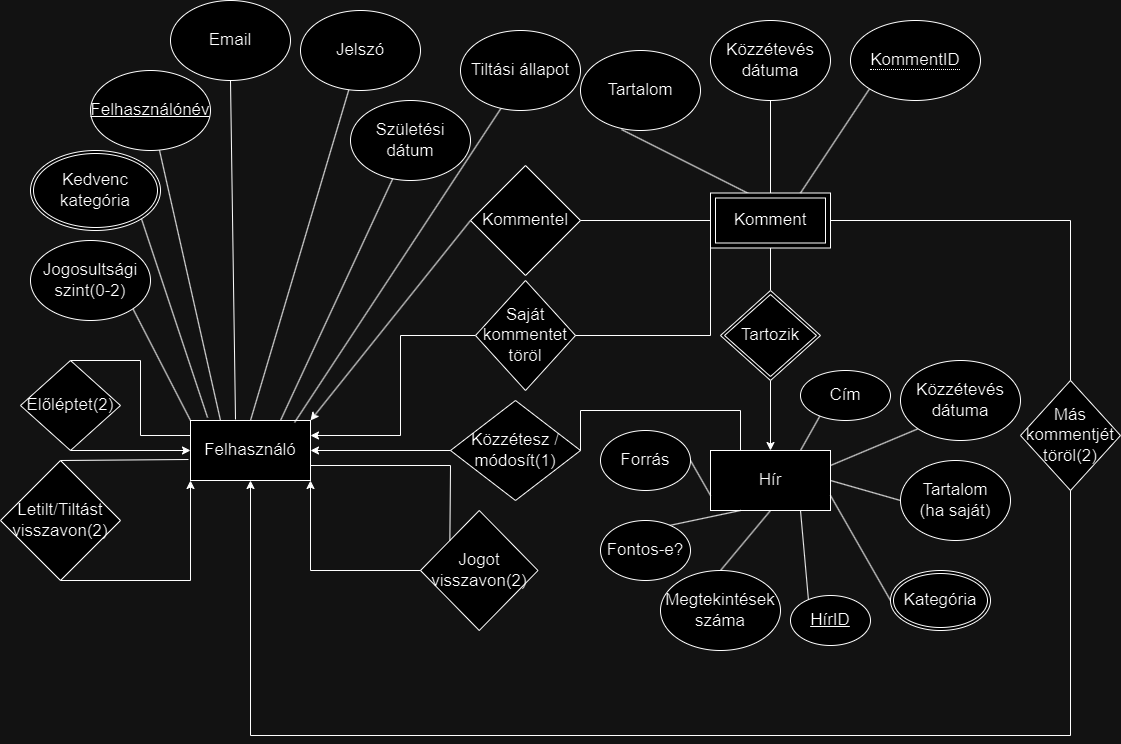 Email
Jelszó
Tiltási állapot
Közzétevés
dátuma
KommentID
Tartalom
Felhasználónév
Születési
dátum
Kedvenc
kategória
Kommentel
Komment
Jogosultsági
szint(0-2)
Saját
kommentet
töröl
Tartozik
Előléptet(2)
Felhasználó
Közzétesz /
módosít(1)
Cím
Közzétevés
dátuma
Más
kommentjét
töröl(2)
Forrás
Hír
Tartalom
(ha saját)
Letilt/Tiltást
visszavon(2)
Jogot
visszavon(2)
Fontos-e?
Megtekintések
száma
HírID
Kategória